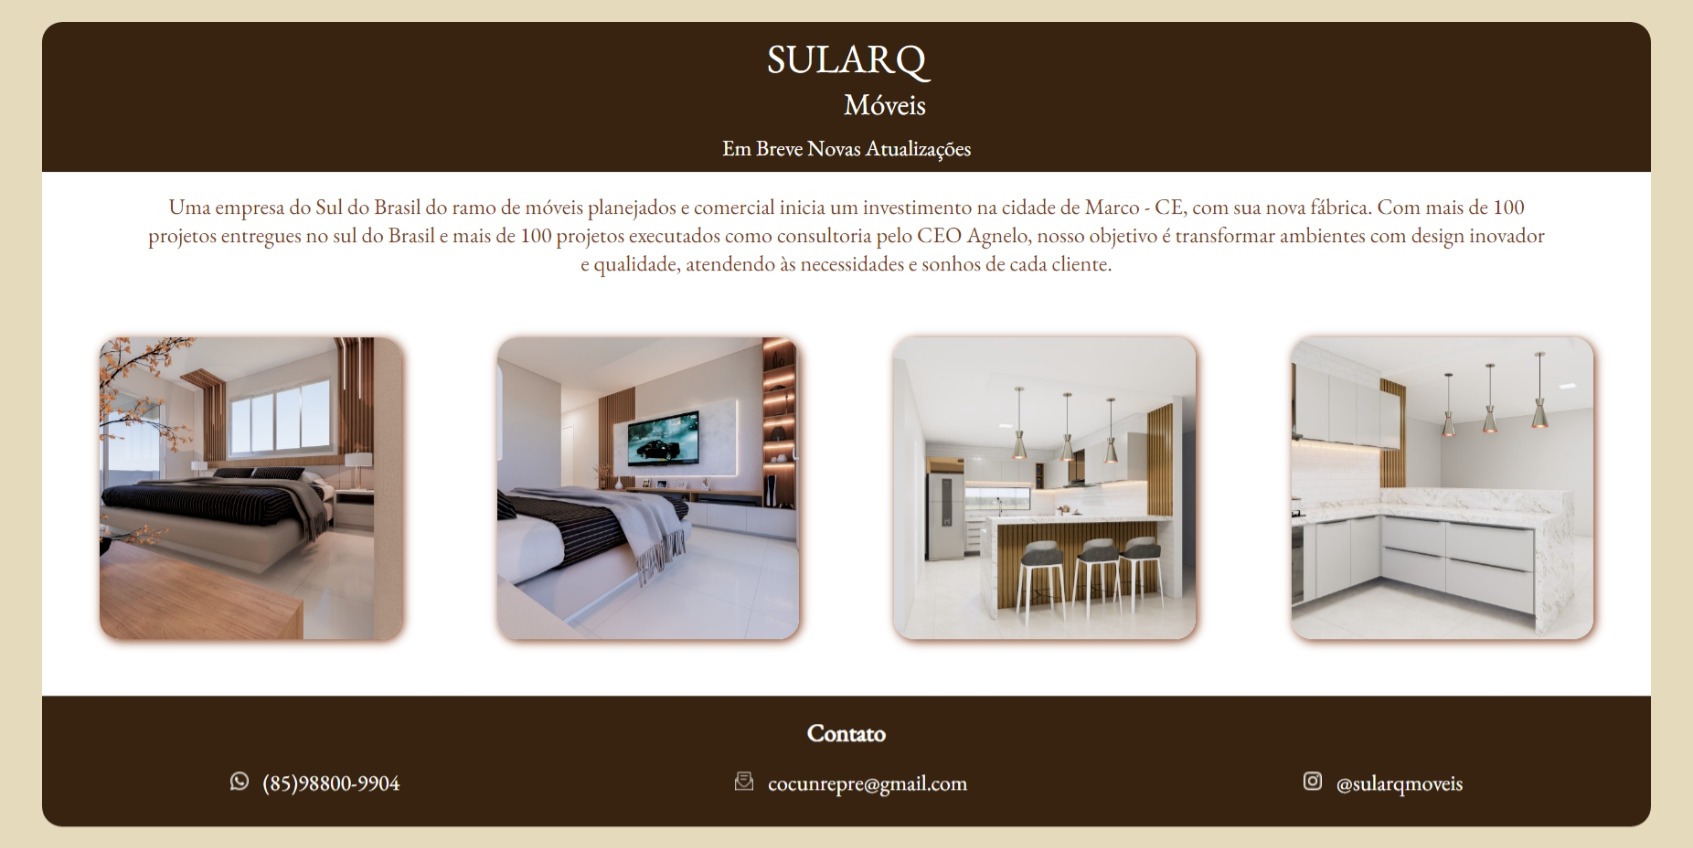 SULARQ
Móveis
Em Breve Novas Atualizações
Uma empresa do Sul do Brasil do ramo de móveis planejados e comercial inicia um investimento na cidade de Marco - CE, com sua nova fábrica. Com mais de 100
projetos entregues no sul do Brasil e mais de 100 projetos executados como consultoria pelo CEO Agnelo, nosso objetivo é transformar ambientes com design inovador
e qualidade, atendendo às necessidades e sonhos de cada cliente.
Contato
(85)98800-9904
cocunrepre@gmail.com
@sularqmoveis